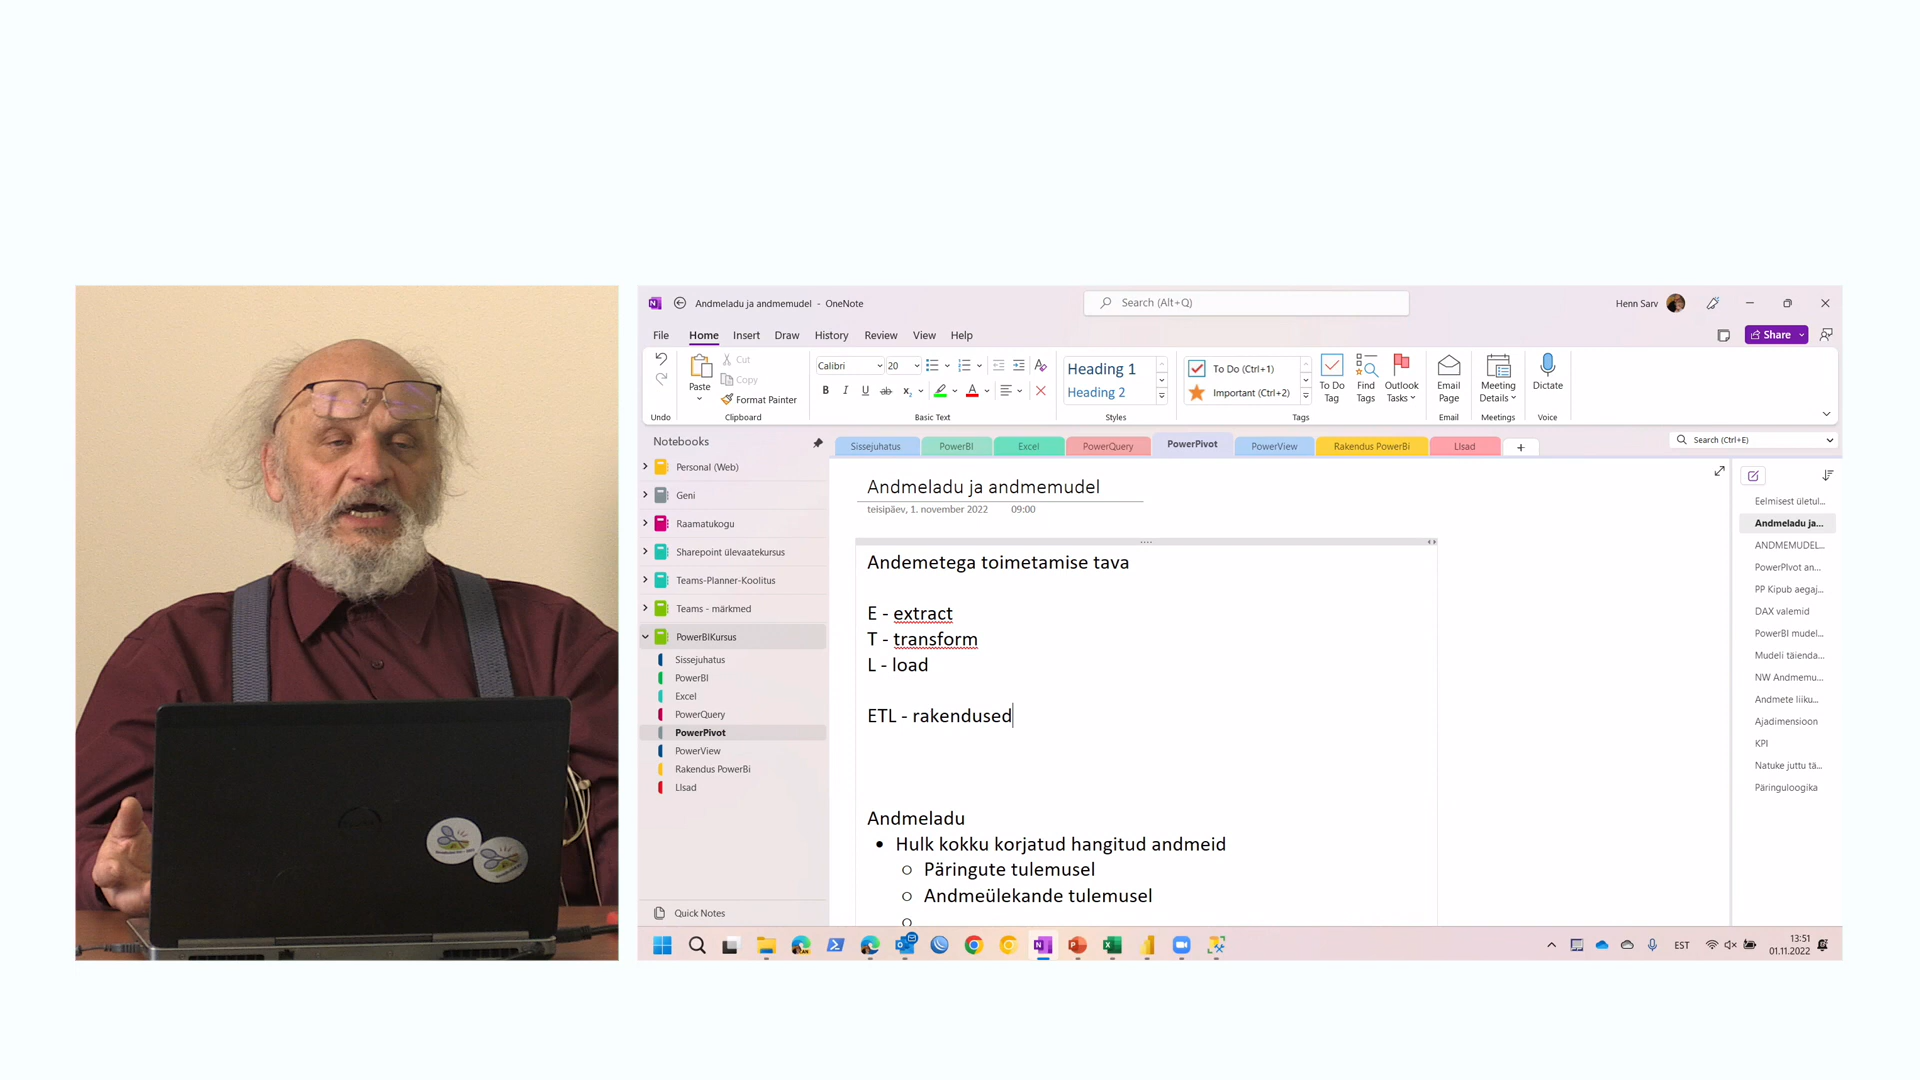 Andmeladu ja andmemudel - OneNote
Search (Alt+Q)
Henn Sarv
File Home Insert Draw History Review View Help
Share
Undo
Paste
Cut
Copy
Format Painter
Clipboard
Calibri 20
B I U ab x₂ A
Basic Text
Heading 1
Heading 2
Styles
To Do (Ctrl+1)
Important (Ctrl+2)
To Do Tag
Find Tags
Outlook Tasks
Tags
Email Page
Email
Meeting Details
Meetings
Dictate
Voice
Notebooks
Personal (Web)
Geni
Raamatukogu
Sharepoint ülevaatekursus
Teams-Planner-Koolitus
Teams - märkmed
PowerBIKursus
Sissejuhatus
PowerBI
Excel
PowerQuery
PowerPivot
PowerView
Rakendus PowerBi
LIsad
Quick Notes
Sissejuhatus PowerBI Excel PowerQuery PowerPivot PowerView Rakendus PowerBi LIsad +
Search (Ctrl+E)
Andmeladu ja andmemudel
teisipäev, 1. november 2022 09:00
Andemetega toimetamise tava
E - extract
T - transform
L - load
ETL - rakendused
Andmeladu
• Hulk kokku korjatud hangitud andmeid
○ Päringute tulemusel
○ Andmeülekande tulemusel
○
Eelmisest ületul...
Andmeladu ja...
ANDMEMUDEL...
PowerPIvot an...
PP Kipub aegaj...
DAX valemid
PowerBI mudel...
Mudeli täienda...
NW Andmemu...
Andmete liiku...
Ajadimensioon
KPI
Natuke juttu tä...
Päringuloogika
EST
13:51
01.11.2022